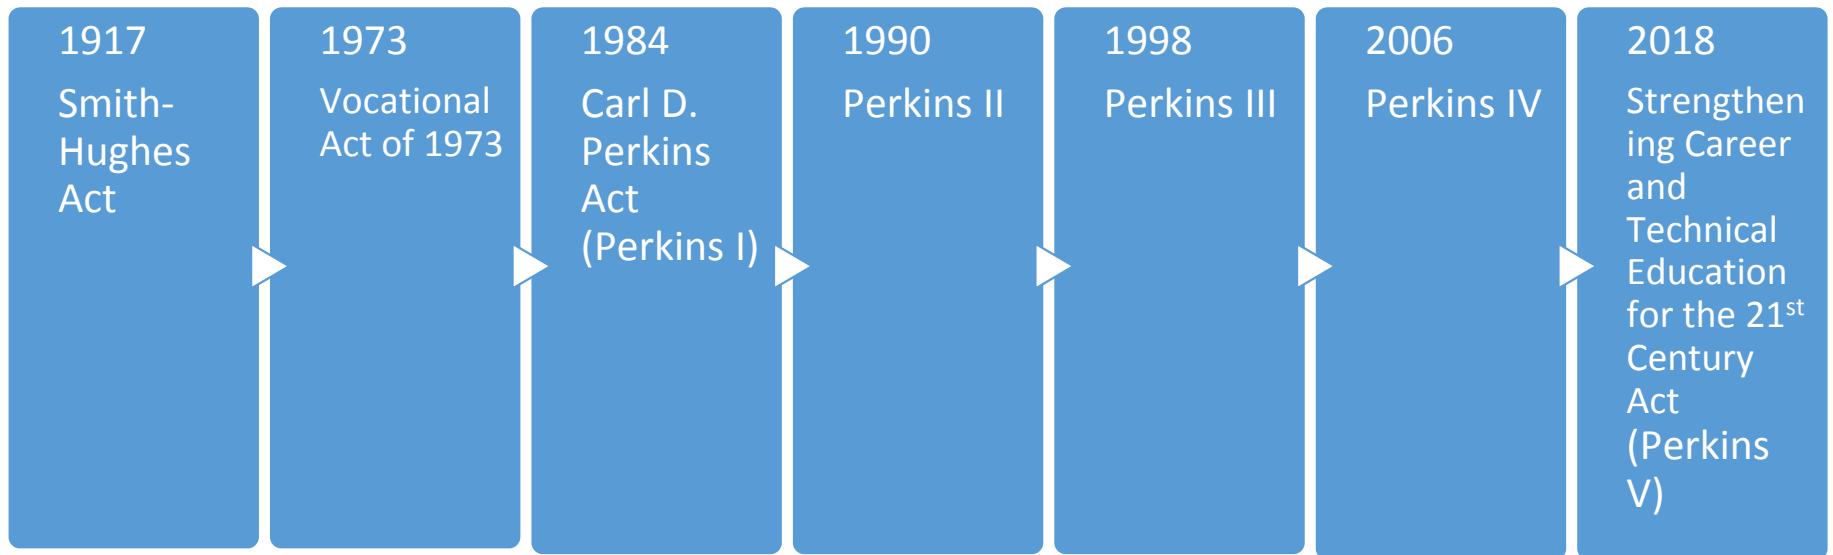 1917
Smith-
Hughes
Act
1973
Vocational
Act of 1973
1984
Carl D.
Perkins
Act
(Perkins I)
1990
Perkins II
1998
Perkins III
2006
Perkins IV
2018
Strengthen
ing Career
and
Technical
Education
for the 21st
Century
Act
(Perkins
V)